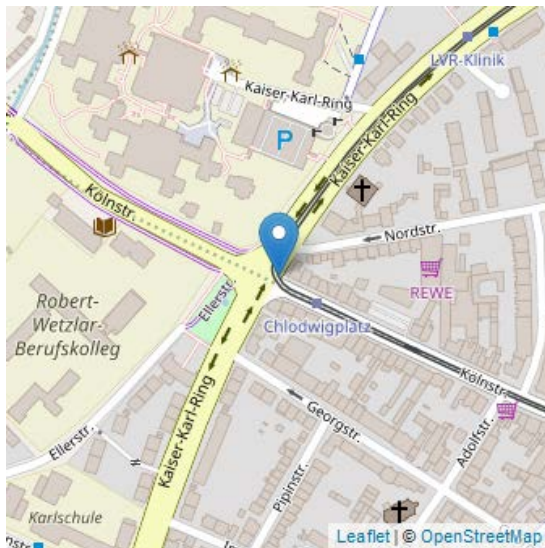 LVR-Klinik
Kaiser-Karl-Ring
P
Kaiser-Karl-Ring
Kölnstr.
Nordstr.
REWE
Ellerstr.
Chlodwigplatz
Robert-
Wetzlar-
Berufskolleg
Kölnstr.
Kaiser-Karl-Ring
Georgstr.
Adolfstr.
Ellerstr.
Pipinstr.
Karlschule
Leaflet | © OpenStreetMap